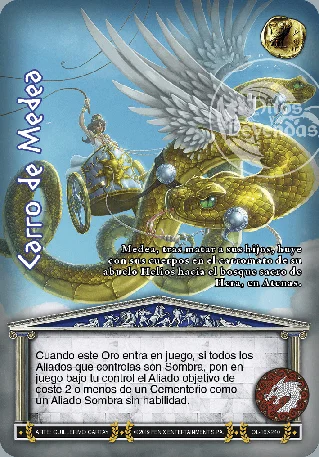 Mitos y
Leyendas
Carro de Medea
Medea, tras matar a sus hijos, huye
con sus cuerpos en el carromato de su
abuelo Helios hacia el bosque sacro de
Hera, en Atenas.
Cuando este Oro entra en juego, si todos los
Aliados que controlas son Sombra, pon en
juego bajo tu control el Aliado objetivo de
coste 2 o menos de un Cementerio como
un Aliado Sombra sin habilidad.